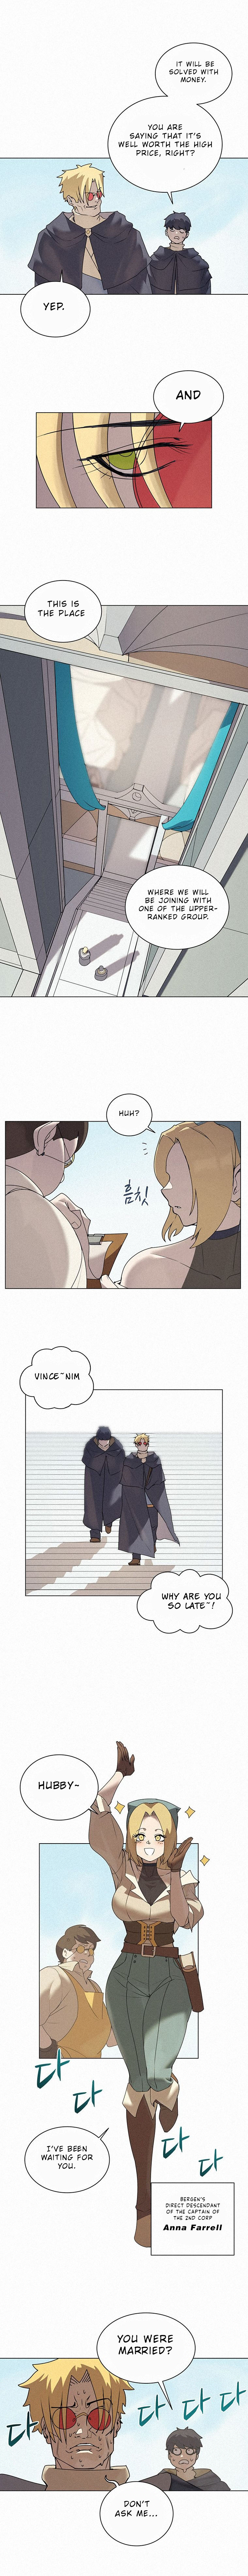 IT WILL BE
SOLVED WITH
MONEY.
YOU ARE
SAYING THAT IT'S
WELL WORTH THE HIGH
PRICE, RIGHT?
YEP.
AND
THIS IS
THE PLACE
WHERE WE WILL
BE JOINING WITH
ONE OF THE UPPER-
RANKED GROUP.
HUH?
흠칫
VINCE~NIM
WHY ARE YOU
SO LATE~!
HUBBY~
다
다
다
다
I'VE BEEN
WAITING FOR
YOU.
BERGEN'S
DIRECT DESCENDANT
OF THE CAPTAIN OF
THE 2ND CORP
Anna Farrell
YOU WERE
MARRIED?
다
다
다
다
DON'T
ASK ME...